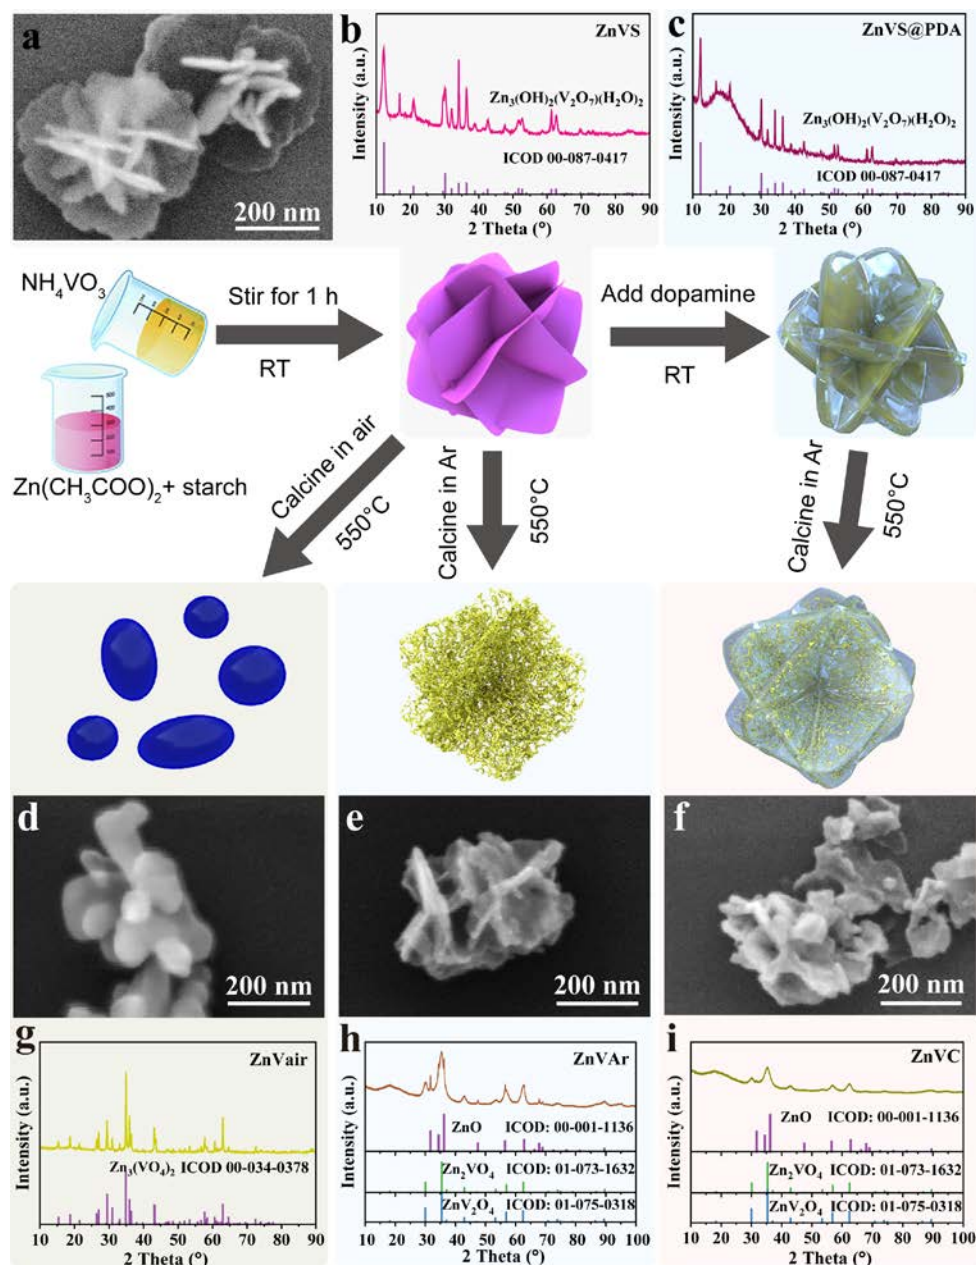 a
200 nm
b
ZnVS
Zn₃(OH)₂(V₂O₇)(H₂O)₂
ICOD 00-087-0417
Intensity (a.u.)
10 20 30 40 50 60 70 80 90
2 Theta (°)
c
ZnVS@PDA
Zn₃(OH)₂(V₂O₇)(H₂O)₂
ICOD 00-087-0417
Intensity (a.u.)
10 20 30 40 50 60 70 80 90
2 Theta (°)
NH₄VO₃
Zn(CH₃COO)₂+ starch
Stir for 1 h
RT
Add dopamine
RT
Calcine in air
550°C
Calcine in Ar
550°C
Calcine in Ar
550°C
d
200 nm
e
200 nm
f
200 nm
g
ZnVair
Zn₃(VO₄)₂ ICOD 00-034-0378
Intensity (a.u.)
10 20 30 40 50 60 70 80 90
2 Theta (°)
h
ZnVAr
ZnO ICOD: 00-001-1136
Zn₂VO₄ ICOD: 01-073-1632
ZnV₂O₄ ICOD: 01-075-0318
Intensity (a.u.)
10 20 30 40 50 60 70 80 90 100
2 Theta (°)
i
ZnVC
ZnO ICOD: 00-001-1136
Zn₂VO₄ ICOD: 01-073-1632
ZnV₂O₄ ICOD: 01-075-0318
Intensity (a.u.)
10 20 30 40 50 60 70 80 90 100
2 Theta (°)